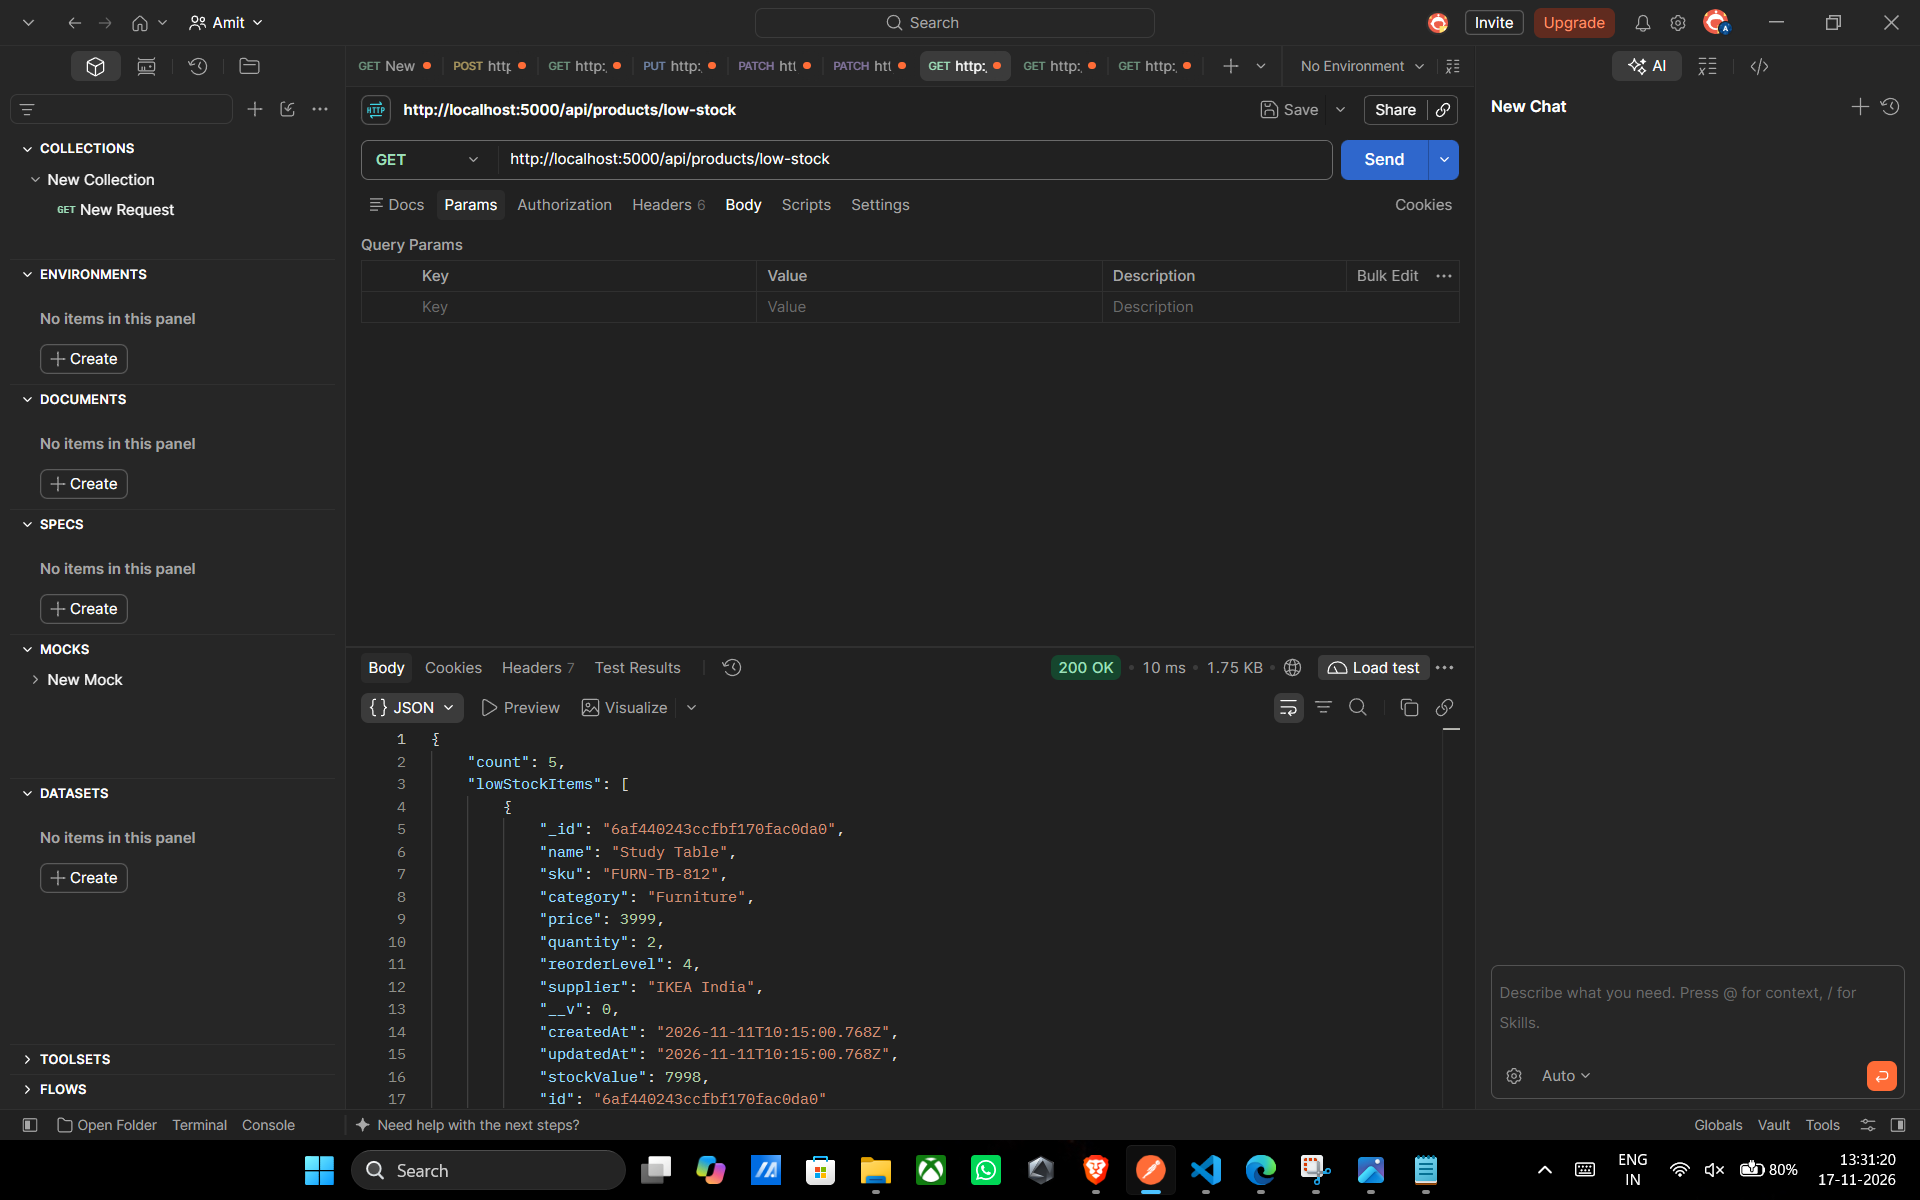 Amit
Search
Invite
Upgrade
GET New
POST http
GET http:
PUT http:
PATCH htt
PATCH htt
GET http:
GET http:
GET http:
No Environment
AI
HTTP
http://localhost:5000/api/products/low-stock
Save
Share
New Chat
COLLECTIONS
New Collection
GET New Request
GET
http://localhost:5000/api/products/low-stock
Send
Docs
Params
Authorization
Headers 6
Body
Scripts
Settings
Cookies
Query Params
Key
Value
Description
Bulk Edit
Key
Value
Description
ENVIRONMENTS
No items in this panel
Create
DOCUMENTS
No items in this panel
Create
SPECS
No items in this panel
Create
MOCKS
New Mock
DATASETS
No items in this panel
Create
TOOLSETS
FLOWS
Body
Cookies
Headers 7
Test Results
200 OK
10 ms
1.75 KB
Load test
{ } JSON
Preview
Visualize
1 {
2 "count": 5,
3 "lowStockItems": [
4 {
5 "_id": "6af440243ccfbf170fac0da0",
6 "name": "Study Table",
7 "sku": "FURN-TB-812",
8 "category": "Furniture",
9 "price": 3999,
10 "quantity": 2,
11 "reorderLevel": 4,
12 "supplier": "IKEA India",
13 "__v": 0,
14 "createdAt": "2026-11-11T10:15:00.768Z",
15 "updatedAt": "2026-11-11T10:15:00.768Z",
16 "stockValue": 7998,
17 "id": "6af440243ccfbf170fac0da0"
Describe what you need. Press @ for context, / for
Skills.
Auto
Open Folder
Terminal
Console
Need help with the next steps?
Globals
Vault
Tools
Search
ENG
IN
80%
13:31:20
17-11-2026